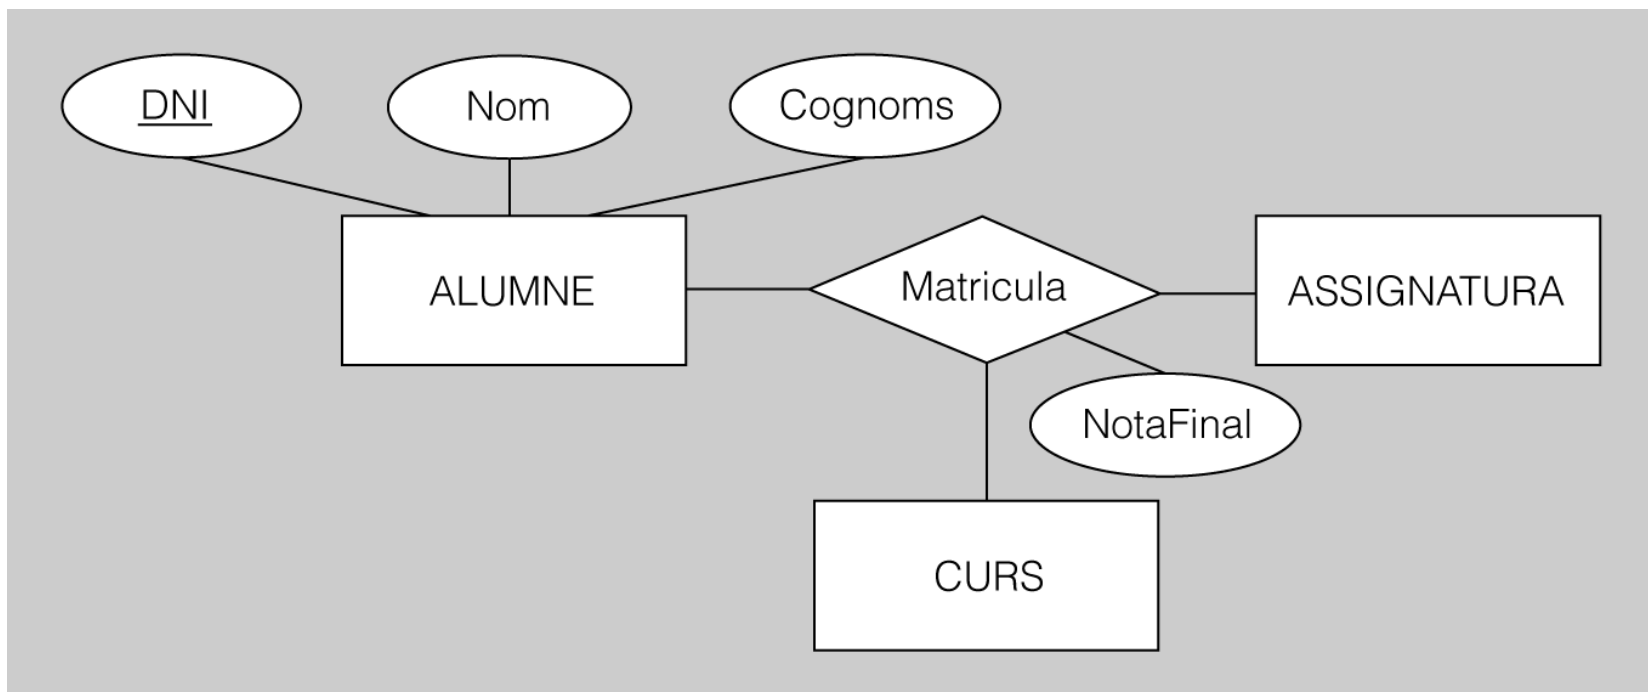 DNI
Nom
Cognoms
ALUMNE
Matricula
ASSIGNATURA
NotaFinal
CURS